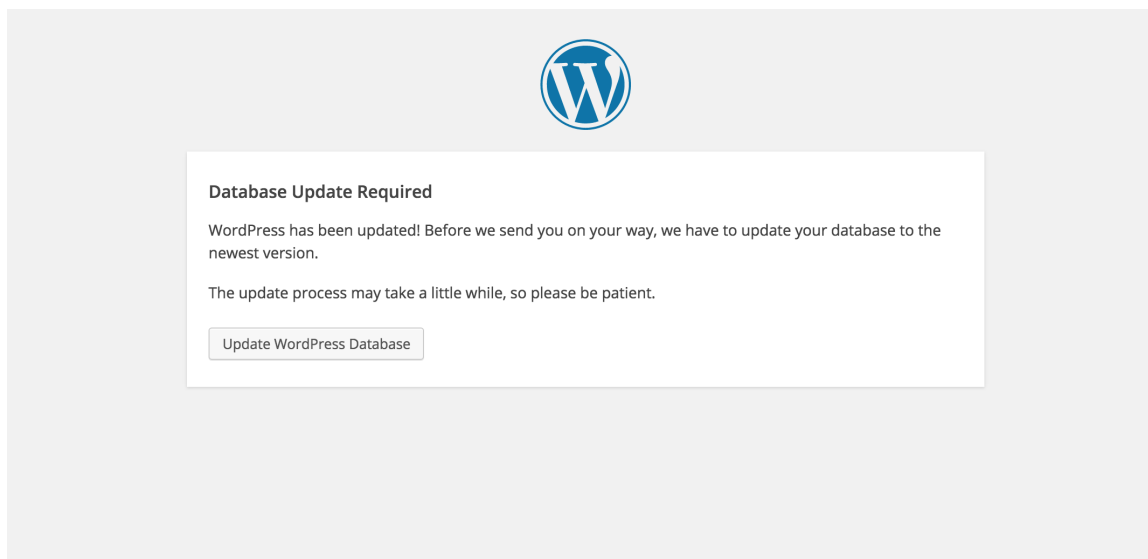 Database Update Required
WordPress has been updated! Before we send you on your way, we have to update your database to the
newest version.
The update process may take a little while, so please be patient.
Update WordPress Database